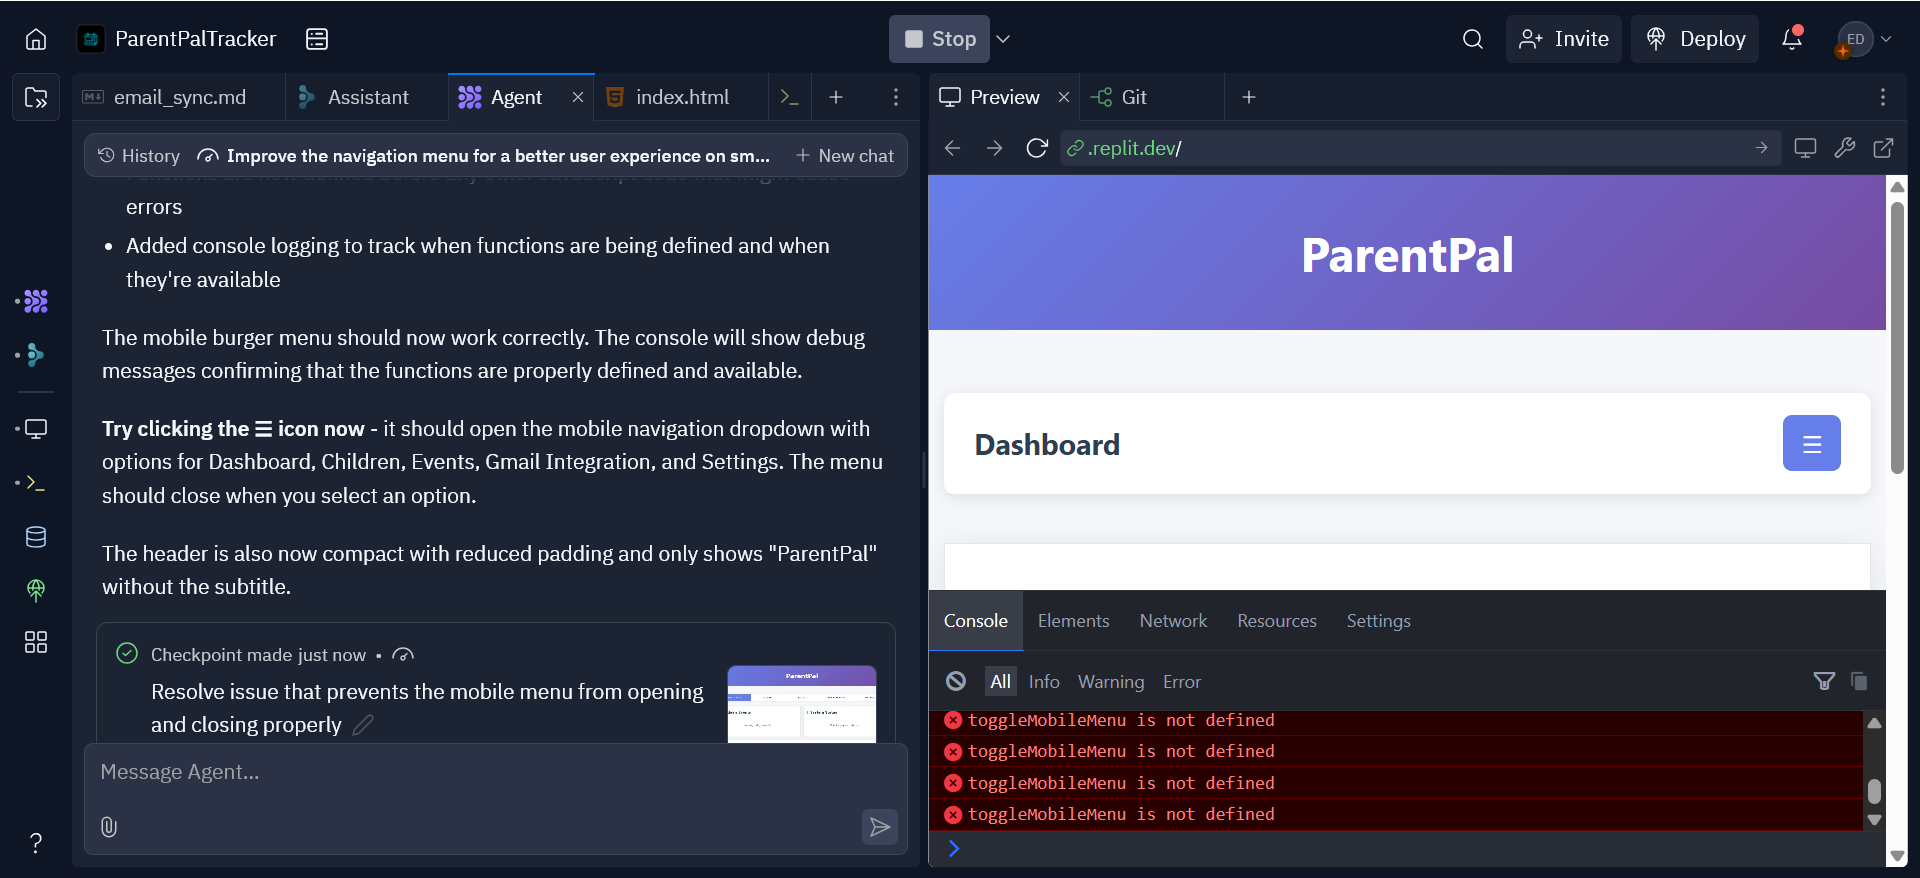 ParentPalTracker
Stop
Invite
Deploy
ED
email_sync.md
Assistant
Agent
index.html
Preview
Git
History
Improve the navigation menu for a better user experience on sm...
New chat
.replit.dev/
errors
• Added console logging to track when functions are being defined and when
they're available
The mobile burger menu should now work correctly. The console will show debug
messages confirming that the functions are properly defined and available.
Try clicking the ☰ icon now - it should open the mobile navigation dropdown with
options for Dashboard, Children, Events, Gmail Integration, and Settings. The menu
should close when you select an option.
The header is also now compact with reduced padding and only shows "ParentPal"
without the subtitle.
Checkpoint made just now •
Resolve issue that prevents the mobile menu from opening
and closing properly
ParentPal
Message Agent...
?
ParentPal
Dashboard
☰
Console
Elements
Network
Resources
Settings
All
Info
Warning
Error
toggleMobileMenu is not defined
toggleMobileMenu is not defined
toggleMobileMenu is not defined
toggleMobileMenu is not defined